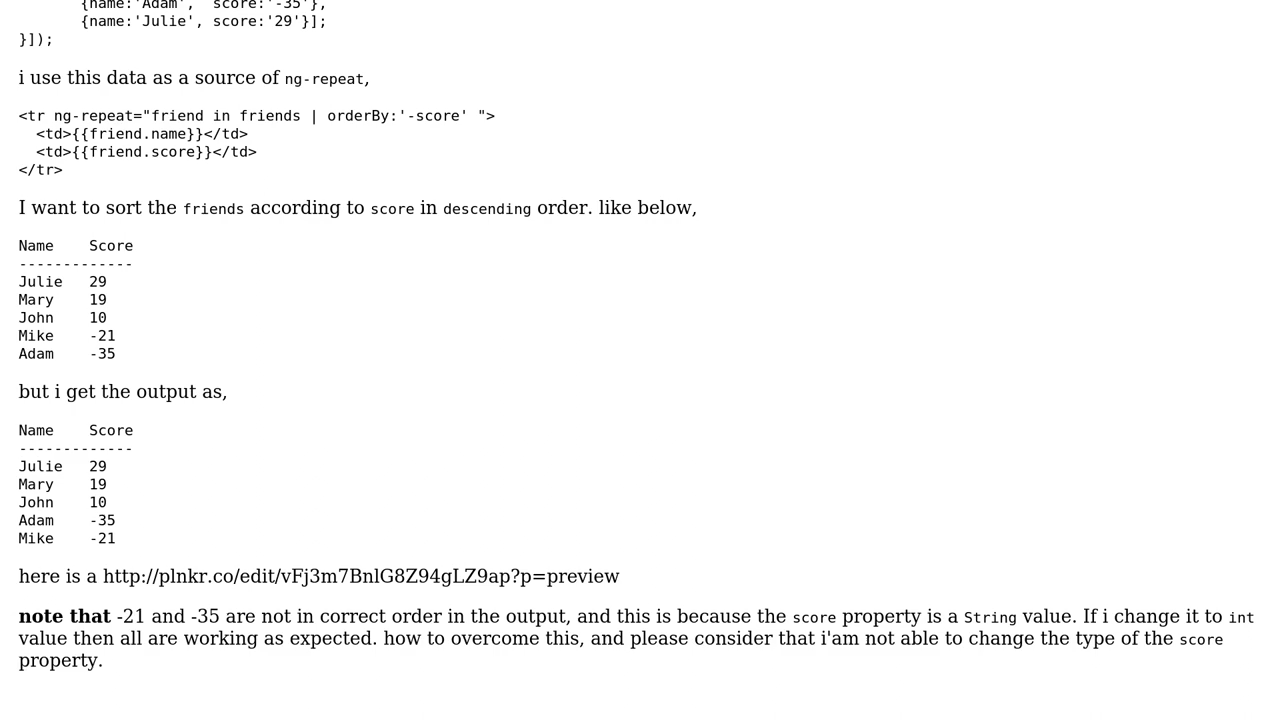 {name:'Adam',  score:'-35'},
{name:'Julie', score:'29'}];
}]);
i use this data as a source of ng-repeat,
<tr ng-repeat="friend in friends | orderBy:'-score' ">
  <td>{{friend.name}}</td>
  <td>{{friend.score}}</td>
</tr>
I want to sort the friends according to score in descending order. like below,
Name    Score
-------------
Julie   29
Mary    19
John    10
Mike    -21
Adam    -35
but i get the output as,
Name    Score
-------------
Julie   29
Mary    19
John    10
Adam    -35
Mike    -21
here is a http://plnkr.co/edit/vFj3m7BnlG8Z94gLZ9ap?p=preview
note that -21 and -35 are not in correct order in the output, and this is because the score property is a String value. If i change it to int
value then all are working as expected. how to overcome this, and please consider that i'am not able to change the type of the score
property.